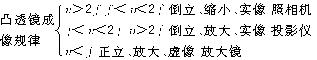 凸透镜成
像规律
u>2f f<υ<2f 倒立、缩小、实像 照相机
f<u<2f υ>2f 倒立、放大、实像 投影仪
u<f 正立、放大、虚像 放大镜